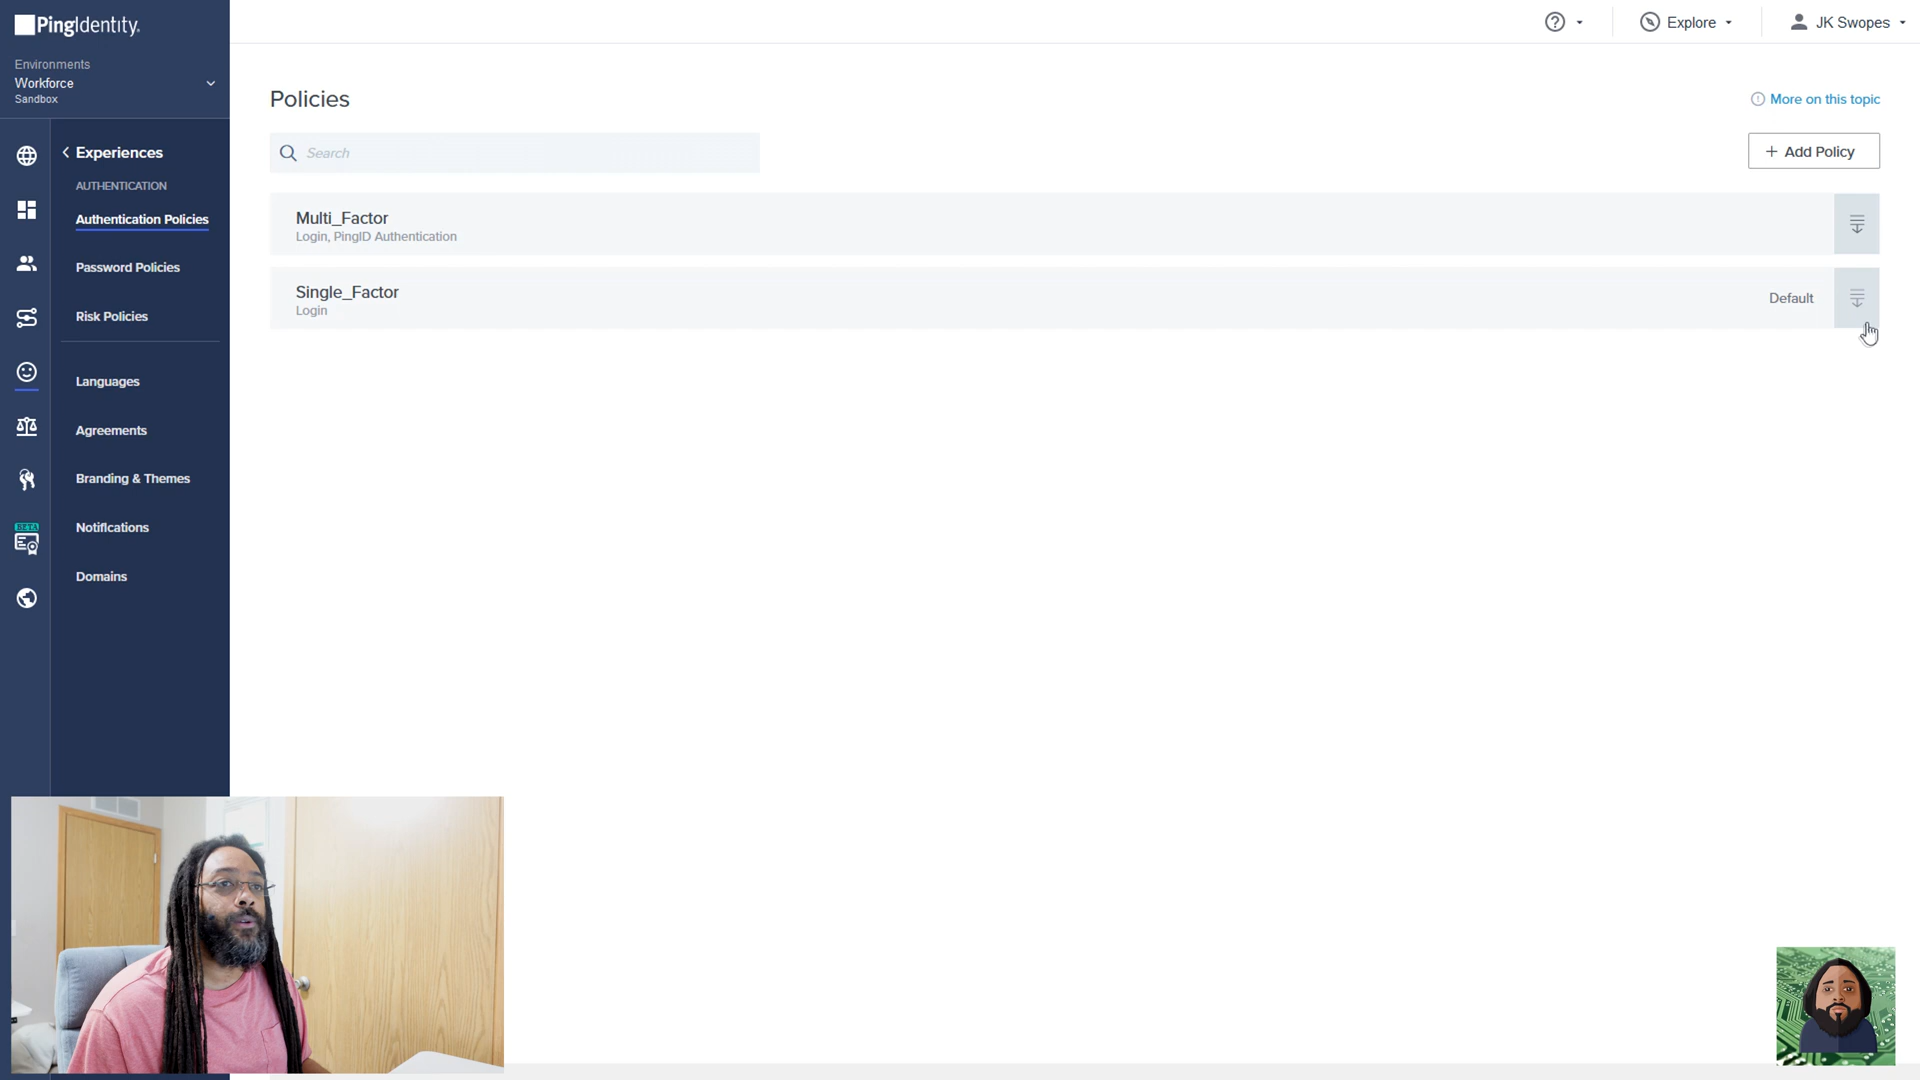 PingIdentity.
Environments
Workforce
Sandbox
Experiences
AUTHENTICATION
Authentication Policies
Password Policies
Risk Policies
Languages
Agreements
Branding & Themes
Notifications
Domains
BETA
Explore
JK Swopes
Policies
More on this topic
Search
+ Add Policy
Multi_Factor
Login, PingID Authentication
Single_Factor
Login
Default